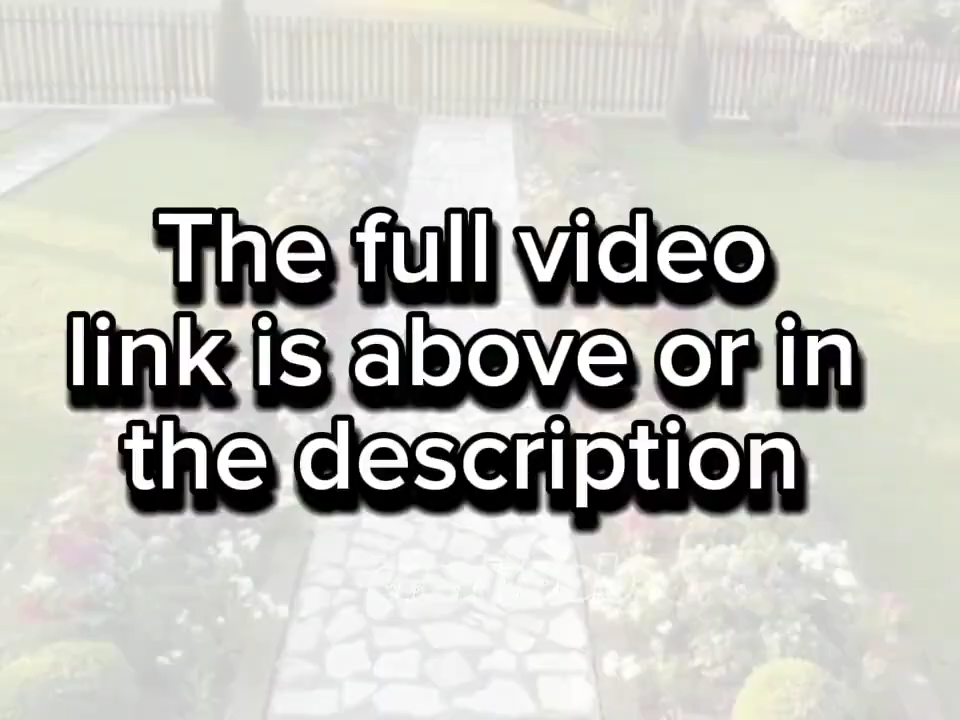 The full video
link is above or in
the description